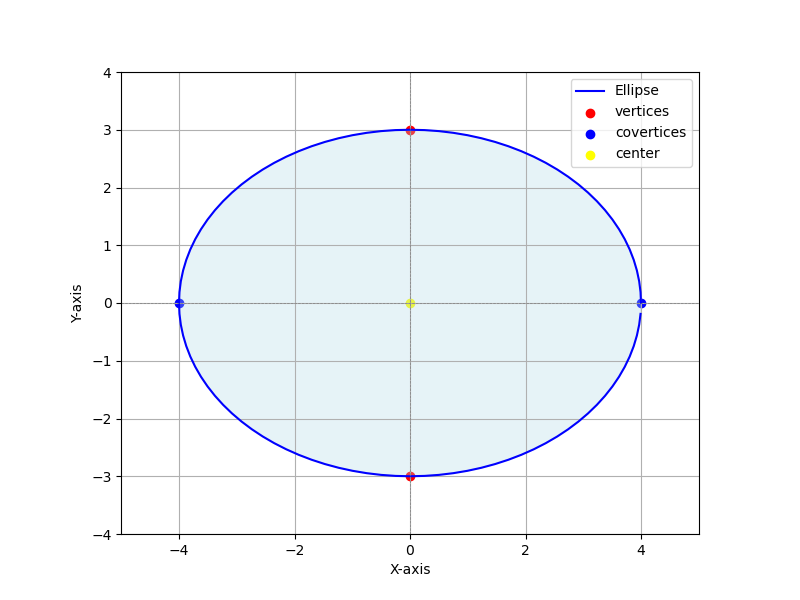 Ellipse
vertices
covertices
center
4
3
2
1
0
−1
−2
−3
−4
Y-axis
−4 −2 0 2 4
X-axis